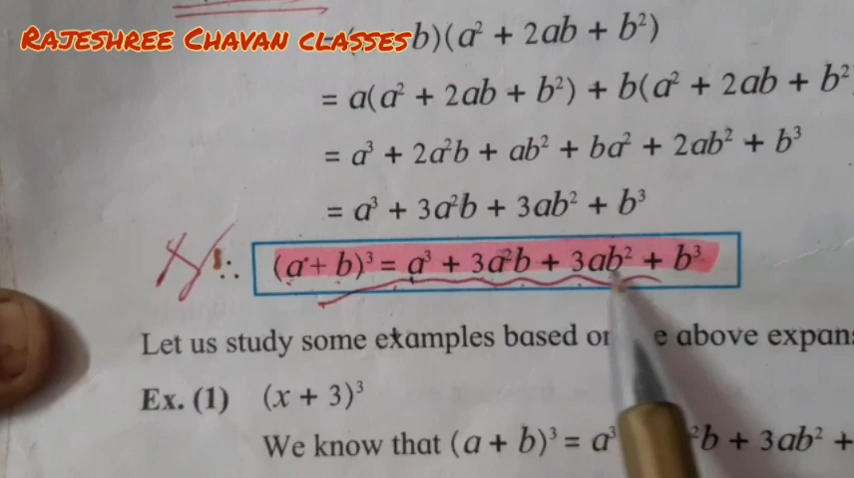 Rajeshree Chavan classes
b)(a² + 2ab + b²)
= a(a² + 2ab + b²) + b(a² + 2ab + b²
= a³ + 2a²b + ab² + ba² + 2ab² + b³
= a³ + 3a²b + 3ab² + b³
∴ (a + b)³ = a³ + 3a²b + 3ab² + b³
Let us study some examples based above expan
Ex. (1) (x + 3)³
We know that (a + b)³ = a³ ²b + 3ab² +